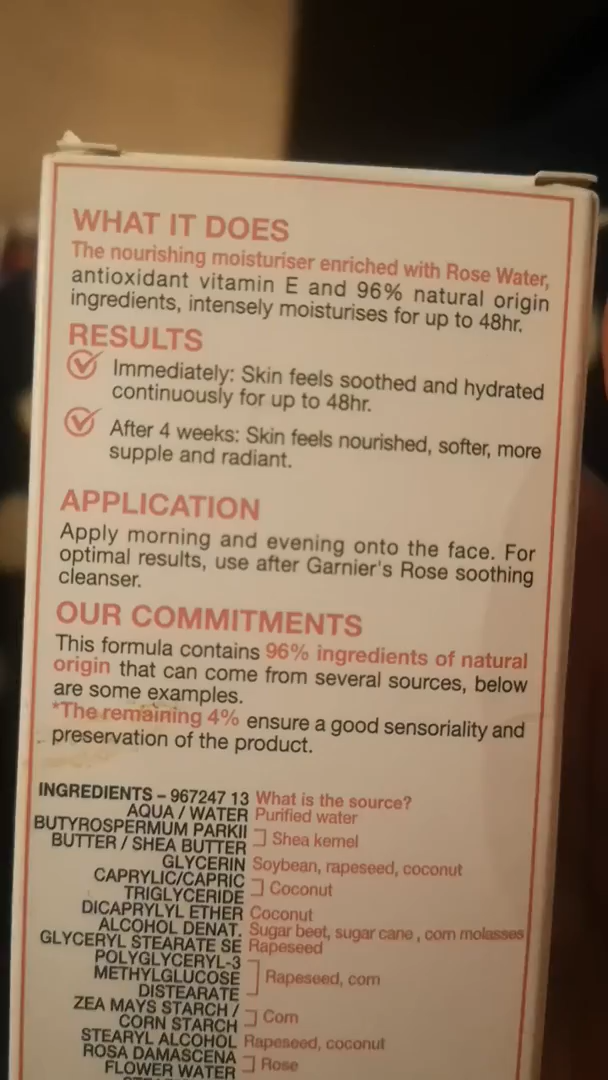 WHAT IT DOES
The nourishing moisturiser enriched with Rose Water,
antioxidant vitamin E and 96% natural origin
ingredients, intensely moisturises for up to 48hr.
RESULTS
Immediately: Skin feels soothed and hydrated
continuously for up to 48hr.
After 4 weeks: Skin feels nourished, softer, more
supple and radiant.
APPLICATION
Apply morning and evening onto the face. For
optimal results, use after Garnier's Rose soothing
cleanser.
OUR COMMITMENTS
This formula contains 96% ingredients of natural
origin that can come from several sources, below
are some examples.
*The remaining 4% ensure a good sensoriality and
preservation of the product.
INGREDIENTS – 967247 13 What is the source?
AQUA / WATER Purified water
BUTYROSPERMUM PARKII
BUTTER / SHEA BUTTER Shea kernel
GLYCERIN Soybean, rapeseed, coconut
CAPRYLIC/CAPRIC
TRIGLYCERIDE Coconut
DICAPRYLYL ETHER Coconut
ALCOHOL DENAT. Sugar beet, sugar cane, corn molasses
GLYCERYL STEARATE SE Rapeseed
POLYGLYCERYL-3
METHYLGLUCOSE Rapeseed, corn
DISTEARATE
ZEA MAYS STARCH /
CORN STARCH Corn
STEARYL ALCOHOL Rapeseed, coconut
ROSA DAMASCENA
FLOWER WATER Rose